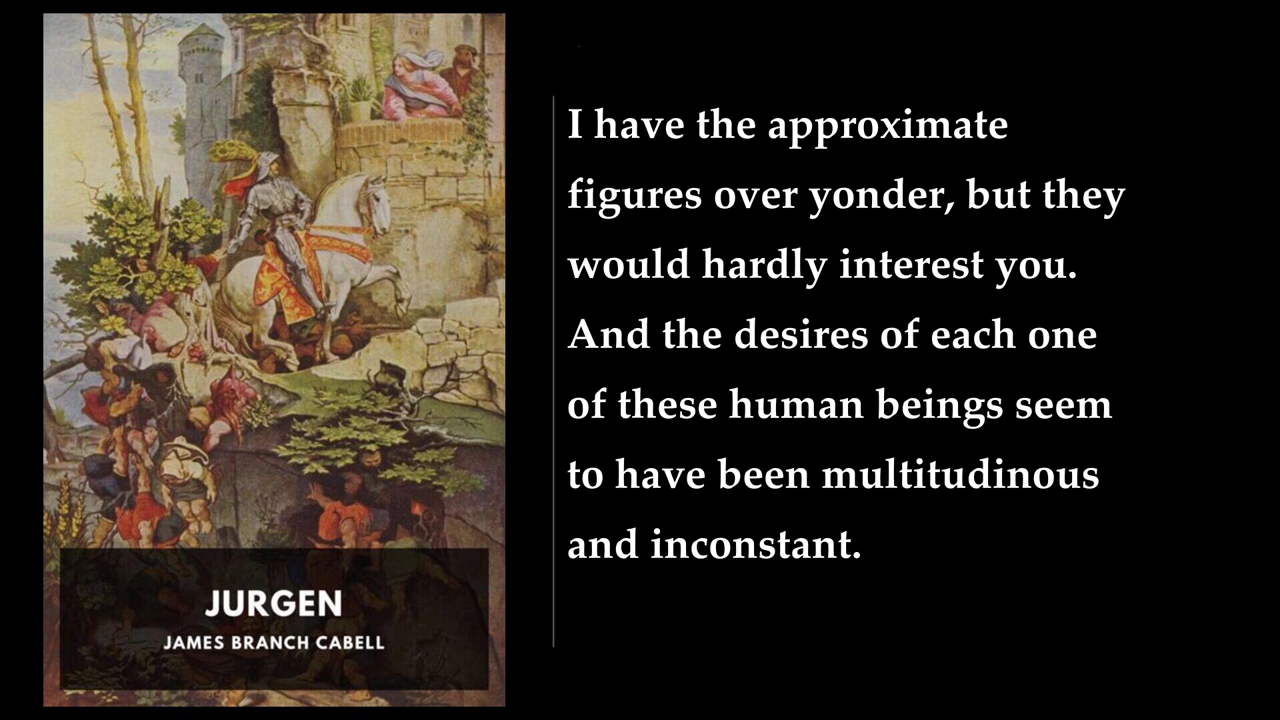 JURGEN
JAMES BRANCH CABELL
I have the approximate
figures over yonder, but they
would hardly interest you.
And the desires of each one
of these human beings seem
to have been multitudinous
and inconstant.